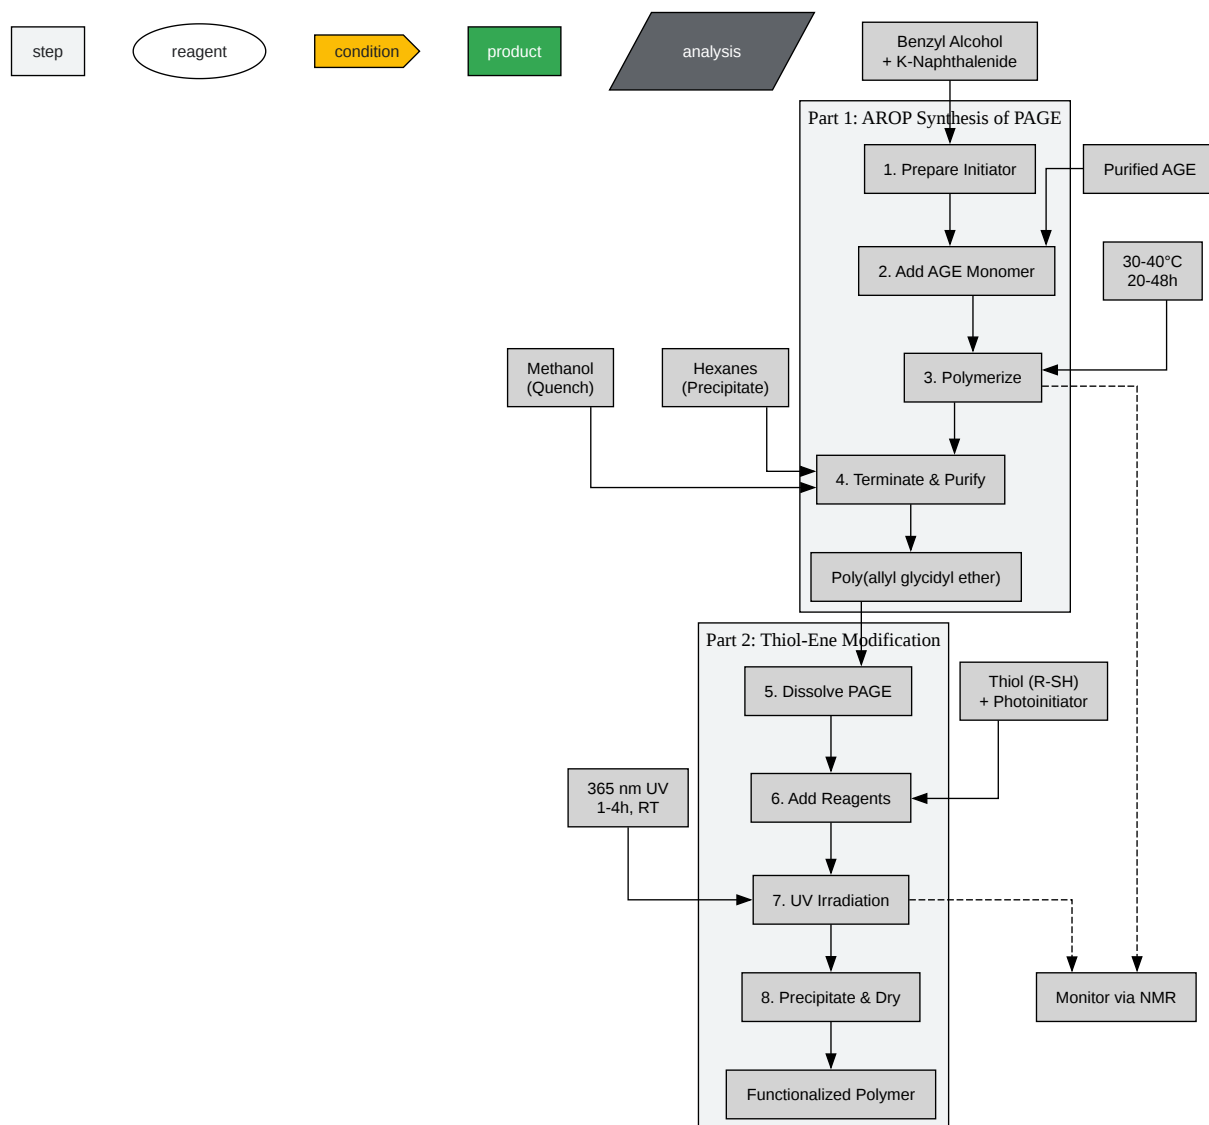 step
reagent
condition
product
analysis
Benzyl Alcohol
+ K-Naphthalenide
Part 1: AROP Synthesis of PAGE
1. Prepare Initiator
Purified AGE
2. Add AGE Monomer
30-40°C
20-48h
Methanol
(Quench)
Hexanes
(Precipitate)
3. Polymerize
4. Terminate & Purify
Poly(allyl glycidyl ether)
Part 2: Thiol-Ene Modification
5. Dissolve PAGE
Thiol (R-SH)
+ Photoinitiator
365 nm UV
1-4h, RT
6. Add Reagents
7. UV Irradiation
8. Precipitate & Dry
Monitor via NMR
Functionalized Polymer